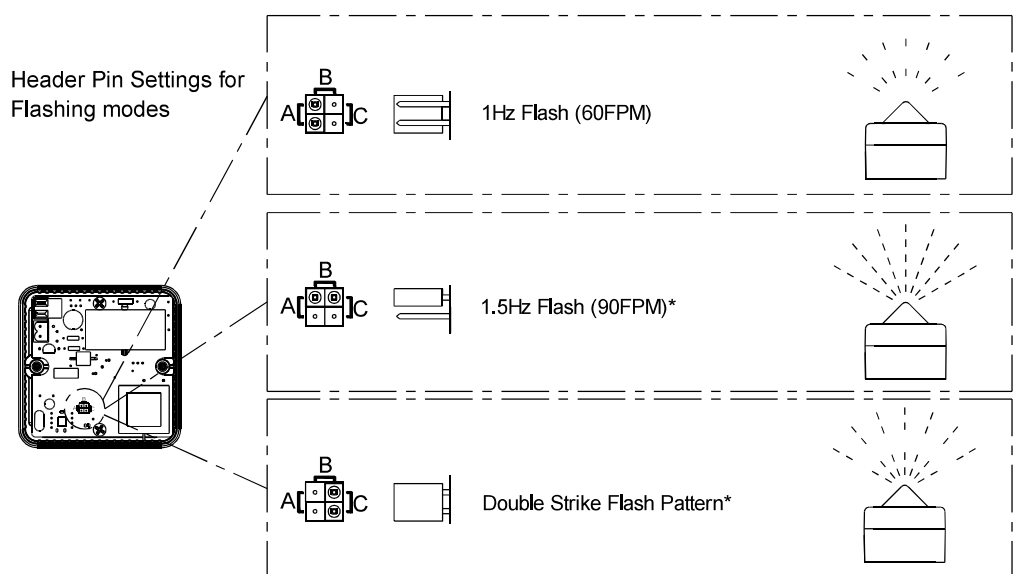 Header Pin Settings for
Flashing modes
B
A C
1Hz Flash (60FPM)
B
A C
1.5Hz Flash (90FPM)*
B
A C
Double Strike Flash Pattern*